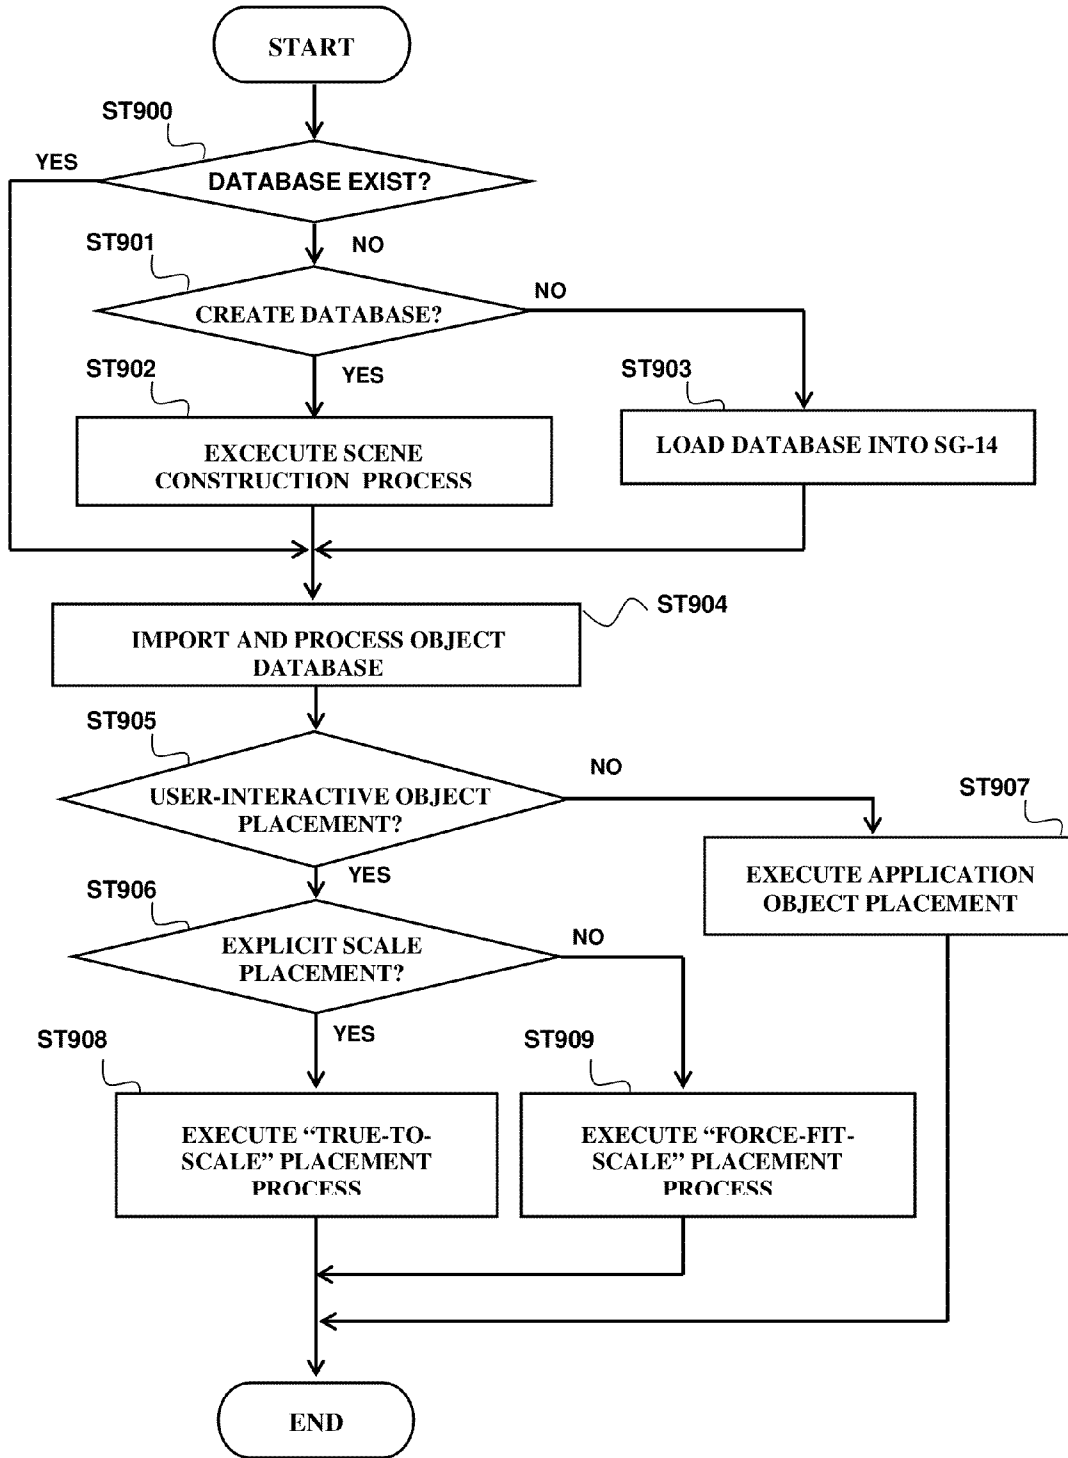 START
ST900
YES
DATABASE EXIST?
NO
ST901
CREATE DATABASE?
NO
YES
ST902
EXCECUTE SCENE
CONSTRUCTION PROCESS
ST903
LOAD DATABASE INTO SG-14
ST904
IMPORT AND PROCESS OBJECT
DATABASE
ST905
USER-INTERACTIVE OBJECT
PLACEMENT?
NO
YES
ST907
EXECUTE APPLICATION
OBJECT PLACEMENT
ST906
EXPLICIT SCALE
PLACEMENT?
NO
YES
ST908
EXECUTE “TRUE-TO-
SCALE” PLACEMENT
PROCESS
ST909
EXECUTE “FORCE-FIT-
SCALE” PLACEMENT
PROCESS
END